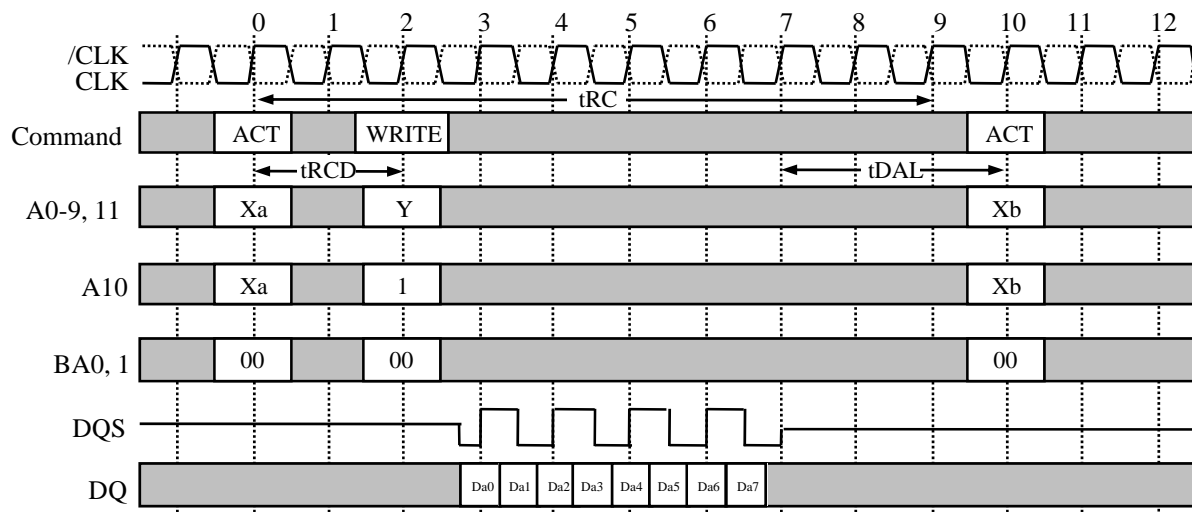 0 1 2 3 4 5 6 7 8 9 10 11 12
/CLK
CLK
tRC
Command ACT WRITE ACT
tRCD tDAL
A0-9, 11 Xa Y Xb
A10 Xa 1 Xb
BA0, 1 00 00 00
DQS
DQ Da0 Da1 Da2 Da3 Da4 Da5 Da6 Da7